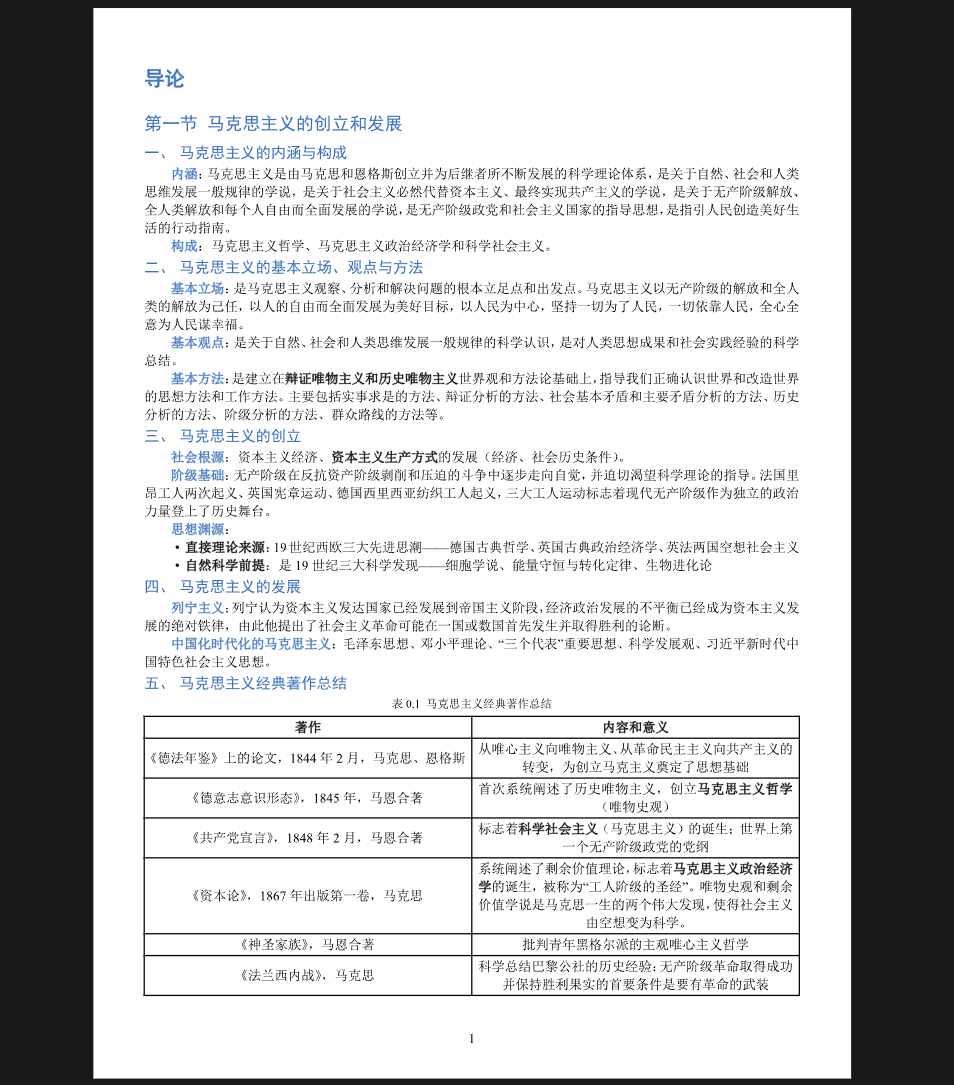 导论
第一节 马克思主义的创立和发展
一、 马克思主义的内涵与构成
内涵：马克思主义是由马克思和恩格斯创立并为后继者所不断发展的科学理论体系，是关于自然、社会和人类
思维发展一般规律的学说，是关于社会主义必然代替资本主义、最终实现共产主义的学说，是关于无产阶级解放、
全人类解放和每个人自由而全面发展的学说，是无产阶级政党和社会主义国家的指导思想，是指引人民创造美好生
活的行动指南。
构成：马克思主义哲学、马克思主义政治经济学和科学社会主义。
二、 马克思主义的基本立场、观点与方法
基本立场：是马克思主义观察、分析和解决问题的根本立足点和出发点。马克思主义以无产阶级的解放和全人
类的解放为己任，以人的自由而全面发展为美好目标，以人民为中心，坚持一切为了人民，一切依靠人民，全心全
意为人民谋幸福。
基本观点：是关于自然、社会和人类思维发展一般规律的科学认识，是对人类思想成果和社会实践经验的科学
总结。
基本方法：是建立在辩证唯物主义和历史唯物主义世界观和方法论基础上，指导我们正确认识世界和改造世界
的思想方法和工作方法。主要包括实事求是的方法、辩证分析的方法、社会基本矛盾和主要矛盾分析的方法、历史
分析的方法、阶级分析的方法、群众路线的方法等。
三、 马克思主义的创立
社会根源：资本主义经济、资本主义生产方式的发展（经济、社会历史条件）。
阶级基础：无产阶级在反抗资产阶级剥削和压迫的斗争中逐步走向自觉，并迫切渴望科学理论的指导。法国里
昂工人两次起义、英国宪章运动、德国西里西亚纺织工人起义，三大工人运动标志着现代无产阶级作为独立的政治
力量登上了历史舞台。
思想渊源：
• 直接理论来源：19 世纪西欧三大先进思潮——德国古典哲学、英国古典政治经济学、英法两国空想社会主义
• 自然科学前提：是 19 世纪三大科学发现——细胞学说、能量守恒与转化定律、生物进化论
四、 马克思主义的发展
列宁主义：列宁认为资本主义发达国家已经发展到帝国主义阶段，经济政治发展的不平衡已经成为资本主义发
展的绝对铁律，由此他提出了社会主义革命可能在一国或数国首先发生并取得胜利的论断。
中国化时代化的马克思主义：毛泽东思想、邓小平理论、“三个代表”重要思想、科学发展观、习近平新时代中
国特色社会主义思想。
五、 马克思主义经典著作总结
表 0.1 马克思主义经典著作总结
著作 内容和意义
《德法年鉴》上的论文，1844 年 2 月，马克思、恩格斯
从唯心主义向唯物主义、从革命民主主义向共产主义的
转变，为创立马克主义奠定了思想基础
《德意志意识形态》，1845 年，马恩合著
首次系统阐述了历史唯物主义，创立马克思主义哲学
（唯物史观）
《共产党宣言》，1848 年 2 月，马恩合著
标志着科学社会主义（马克思主义）的诞生；世界上第
一个无产阶级政党的党纲
《资本论》，1867 年出版第一卷，马克思
系统阐述了剩余价值理论，标志着马克思主义政治经济
学的诞生，被称为“工人阶级的圣经”。唯物史观和剩余
价值学说是马克思一生的两个伟大发现，使得社会主义
由空想变为科学。
《神圣家族》，马恩合著
批判青年黑格尔派的主观唯心主义哲学
《法兰西内战》，马克思
科学总结巴黎公社的历史经验：无产阶级革命取得成功
并保持胜利果实的首要条件是要有革命的武装
1